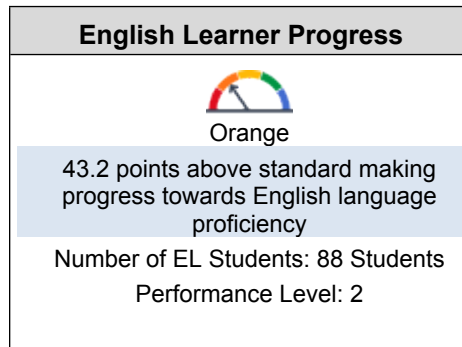 English Learner Progress
Orange
43.2 points above standard making
progress towards English language
proficiency
Number of EL Students: 88 Students
Performance Level: 2